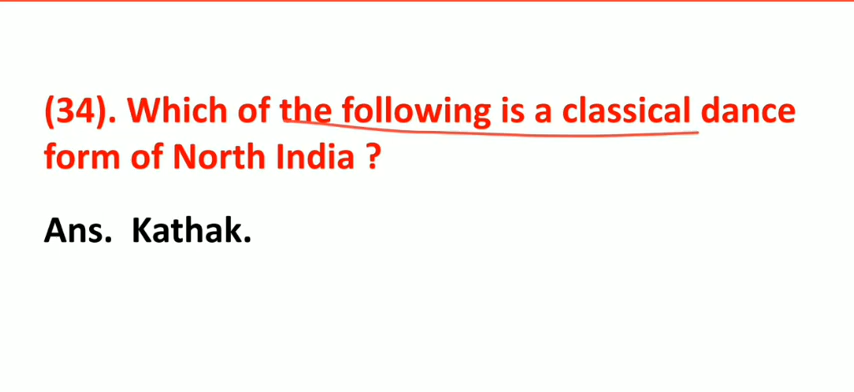 (34). Which of the following is a classical dance
form of North India ?
Ans. Kathak.